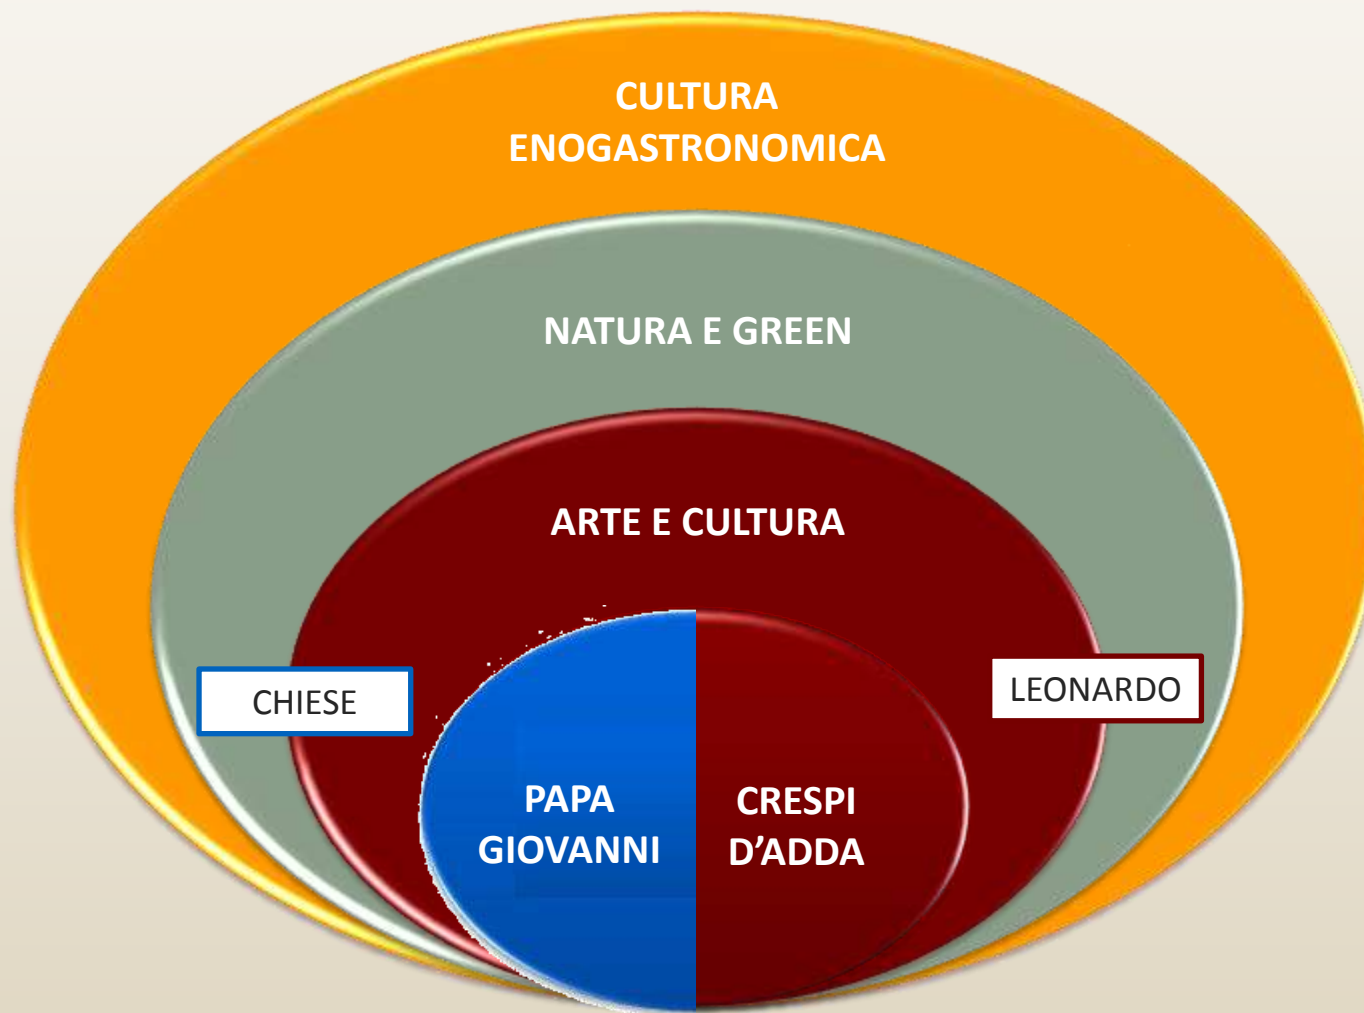 CULTURA
ENOGASTRONOMICA
NATURA E GREEN
ARTE E CULTURA
CHIESE
LEONARDO
PAPA
GIOVANNI
CRESPI
D’ADDA